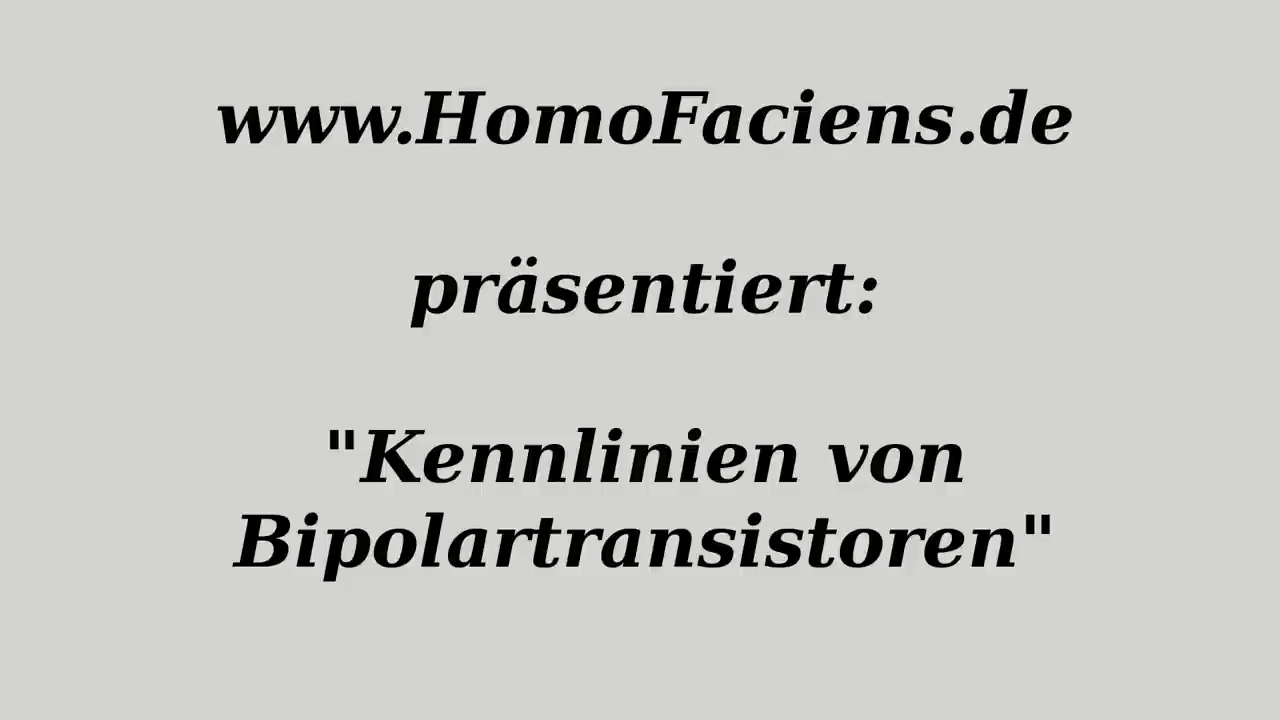 www.HomoFaciens.de
präsentiert:
"Kennlinien von
Bipolartransistoren"